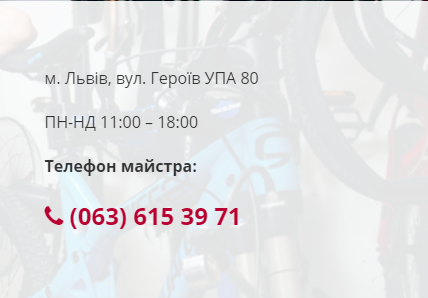 м. Львів, вул. Героїв УПА 80
ПН-НД 11:00 – 18:00
Телефон майстра:
(063) 615 39 71